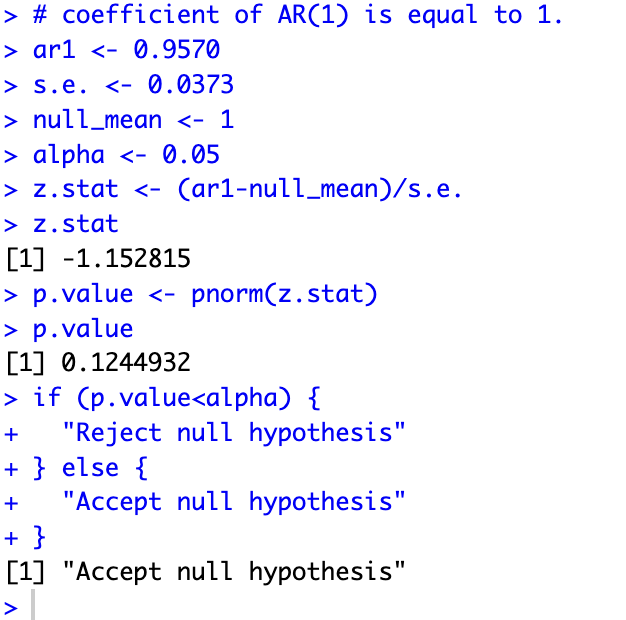 > # coefficient of AR(1) is equal to 1.
> ar1 <- 0.9570
> s.e. <- 0.0373
> null_mean <- 1
> alpha <- 0.05
> z.stat <- (ar1-null_mean)/s.e.
> z.stat
[1] -1.152815
> p.value <- pnorm(z.stat)
> p.value
[1] 0.1244932
> if (p.value<alpha) {
+   "Reject null hypothesis"
+ } else {
+   "Accept null hypothesis"
+ }
[1] "Accept null hypothesis"
>